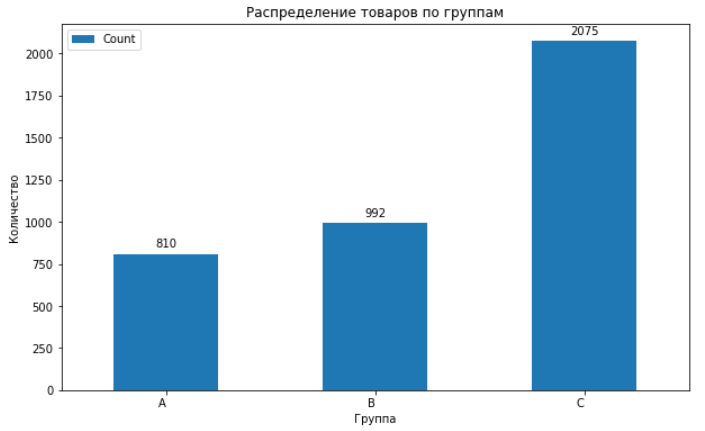 Распределение товаров по группам
Count
2075
992
810
2000
1750
1500
1250
1000
750
500
250
0
Количество
A B C
Группа